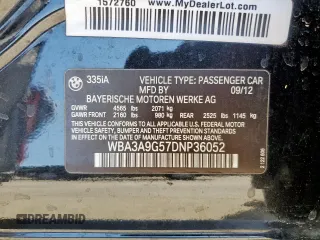 1572760
www.MyDealerLot.com
335iA
VEHICLE TYPE: PASSENGER CAR
MFD BY 09/12
BAYERISCHE MOTOREN WERKE AG
GVWR 4565 lbs 2071 kg
GAWR FRONT 2160 lbs 980 kg REAR 2525 lbs 1145 kg
THIS VEHICLE CONFORMS TO ALL APPLICABLE FEDERAL
MOTOR VEHICLE SAFETY, BUMPER, AND THEFT PREVENTION
STANDARDS IN EFFECT ON THE DATE OF MANUFACTURE SHOWN ABOVE.
WBA3A9G57DNP36052
DREAMBID